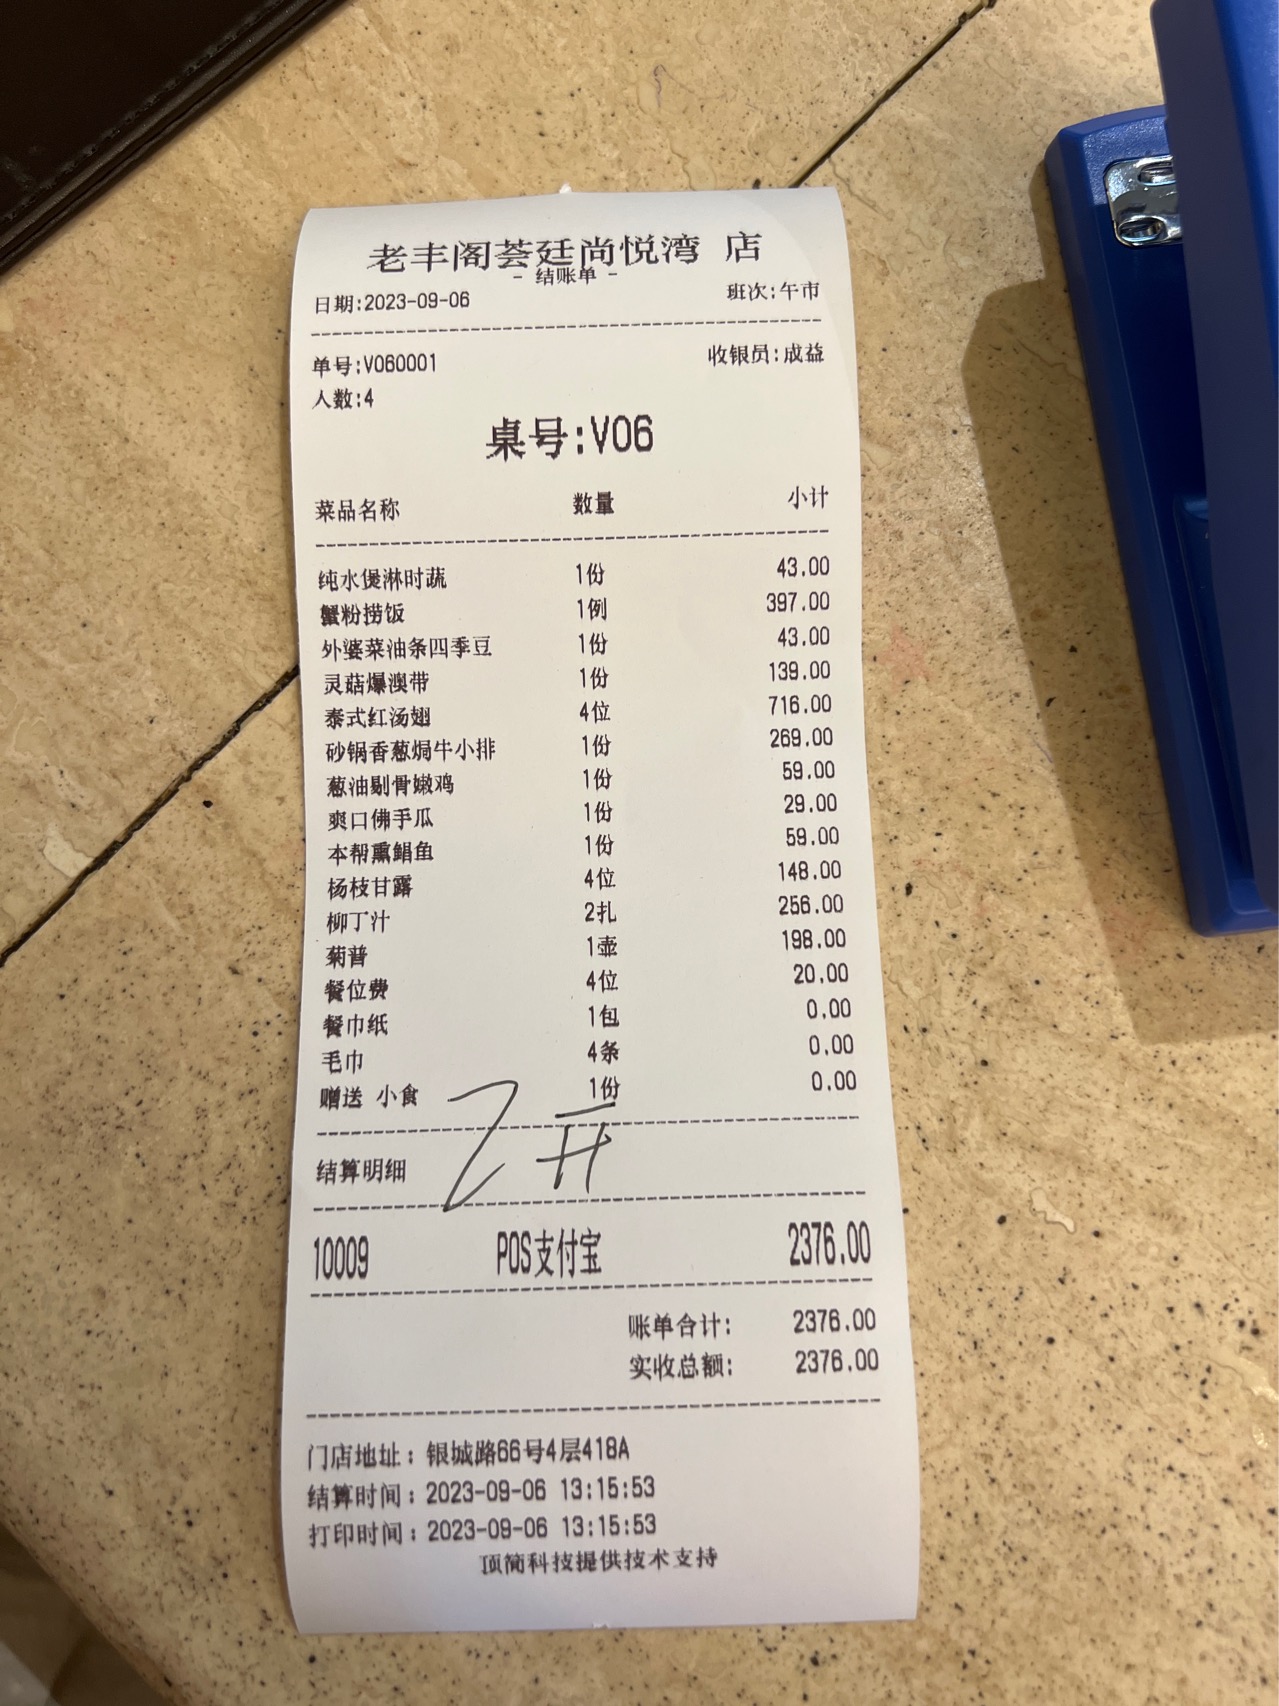 老丰阁荟廷尚悦湾 店
- 结账单 -
日期:2023-09-06 班次:午市
单号:V060001 收银员:成益
人数:4
桌号:V06
菜品名称 数量 小计
纯水煲淋时蔬 1份 43.00
蟹粉捞饭 1例 397.00
外婆菜油条四季豆 1份 43.00
灵菇爆澳带 1份 139.00
泰式红汤翅 4位 716.00
砂锅香葱焗牛小排 1份 269.00
葱油剔骨嫩鸡 1份 59.00
爽口佛手瓜 1份 29.00
本帮熏鲳鱼 1份 59.00
杨枝甘露 4位 148.00
柳丁汁 2扎 256.00
菊普 1壶 198.00
餐位费 4位 20.00
餐巾纸 1包 0.00
毛巾 4条 0.00
赠送 小食 1份 0.00
结算明细
10009 POS支付宝 2376.00
账单合计: 2376.00
实收总额: 2376.00
门店地址: 银城路66号4层418A
结算时间: 2023-09-06 13:15:53
打印时间: 2023-09-06 13:15:53
顶简科技提供技术支持